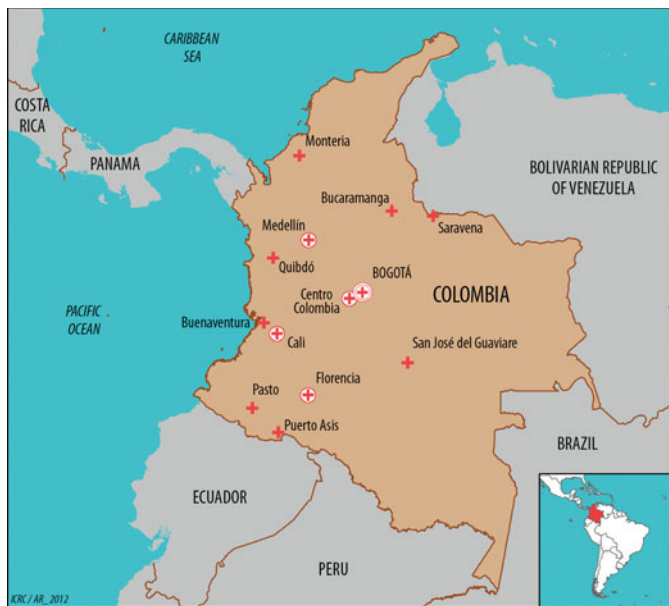 CARIBBEAN
SEA
COSTA
RICA
PANAMA
Monteria
BOLIVARIAN REPUBLIC
OF VENEZUELA
Bucaramanga
Saravena
Medellín
Quibdó
BOGOTÁ
Centro
Colombia
COLOMBIA
PACIFIC
OCEAN
Buenaventura
Cali
San José del Guaviare
Florencia
Pasto
Puerto Asis
BRAZIL
ECUADOR
PERU
ICRC / AR_2012